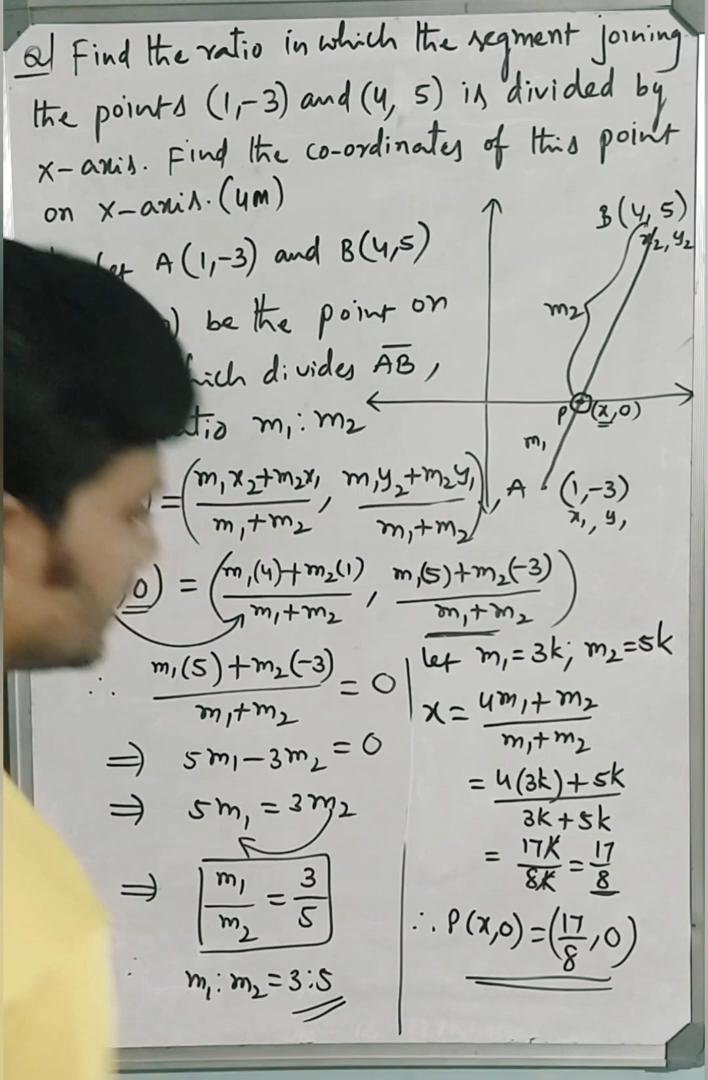 Q) Find the ratio in which the segment joining
the points (1,-3) and (4, 5) is divided by
x-axis. Find the co-ordinates of this point
on x-axis. (4M)
A(1,-3) and B(4,5)
) be the point on
divides A̅B̅,
m₁ : m₂
= (m₁x₂+m₂x₁/m₁+m₂, m₁y₂+m₂y₁/m₁+m₂),
,0) = (m₁(4)+m₂(1)/m₁+m₂, m₁(5)+m₂(-3)/m₁+m₂)
∴ m₁(5)+m₂(-3)/m₁+m₂ = 0
⇒ 5m₁-3m₂ = 0
⇒ 5m₁ = 3m₂
⇒ m₁/m₂ = 3/5
∴ m₁ : m₂ = 3:5
B(4,5)
x₂, y₂
m₂
P (x,0)
m₁
A (1,-3)
x₁, y₁
let m₁ = 3k; m₂ = 5k
x = 4m₁+m₂/m₁+m₂
= 4(3k)+5k/3k+5k
= 17k/8k = 17/8
∴ P(x,0) = (17/8, 0)